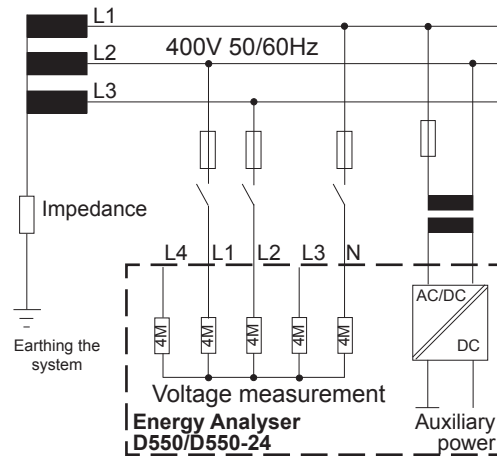 L1
L2
400V 50/60Hz
L3
Impedance
L4 L1 L2 L3 N
Earthing the
system
4M 4M 4M 4M 4M
AC/DC
DC
Voltage measurement
Energy Analyser
D550/D550-24
Auxiliary
power